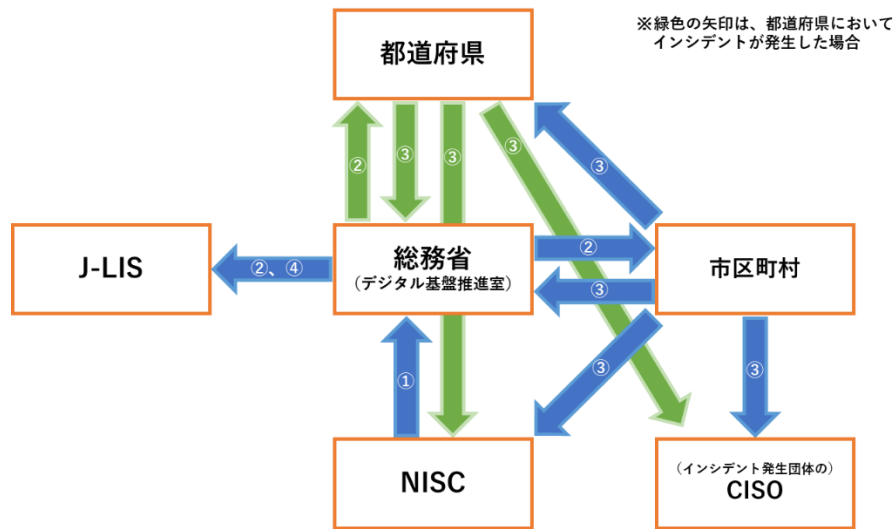 ※緑色の矢印は、都道府県において
インシデントが発生した場合
都道府県
②
③
③
③
③
J-LIS
②、④
総務省
（デジタル基盤推進室）
②
③
市区町村
①
③
③
NISC
（インシデント発生団体の）
CISO